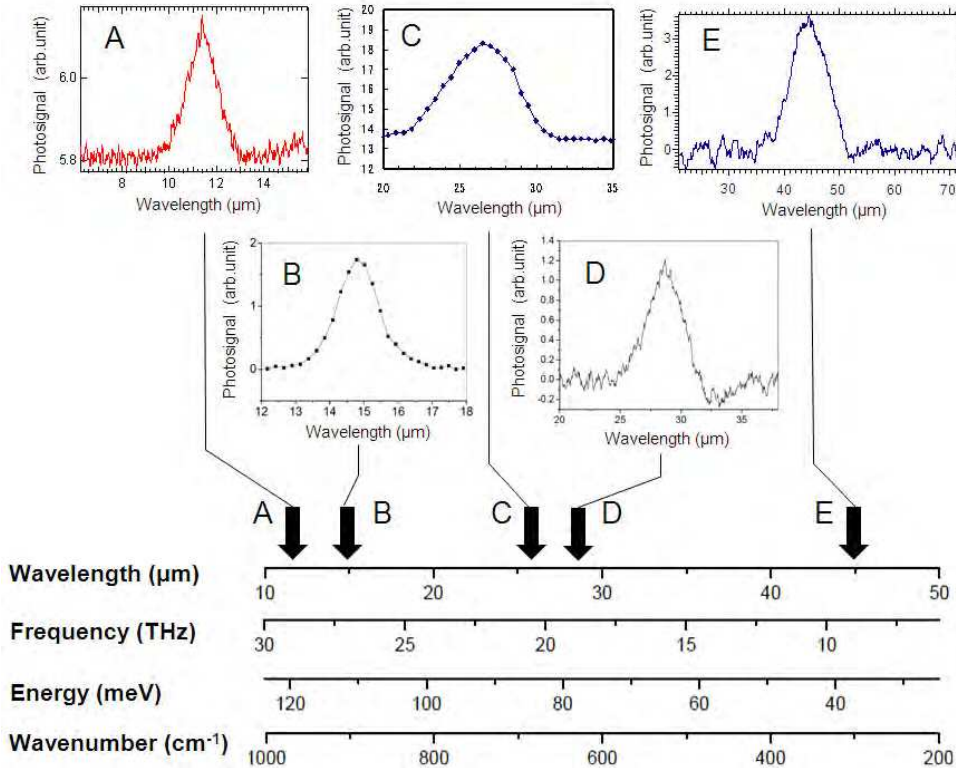 A
Photosignal (arb.unit)
6.0
5.8
8 10 12 14
Wavelength (µm)
C
Photosignal (arb.unit)
20
19
18
17
16
15
14
13
12
20 25 30 35
Wavelength (µm)
E
Photosignal (arb.unit)
3
2
1
0
30 40 50 60 70
Wavelength (µm)
B
Photosignal (arb.unit)
2
1
0
12 13 14 15 16 17 18
Wavelength (µm)
D
Photosignal (arb.unit)
1.4
1.2
1.0
0.8
0.6
0.4
0.2
0.0
-0.2
20 25 30 35
Wavelength (µm)
A B C D E
Wavelength (µm)
10 20 30 40 50
Frequency (THz)
30 25 20 15 10
Energy (meV)
120 100 80 60 40
Wavenumber (cm⁻¹)
1000 800 600 400 200